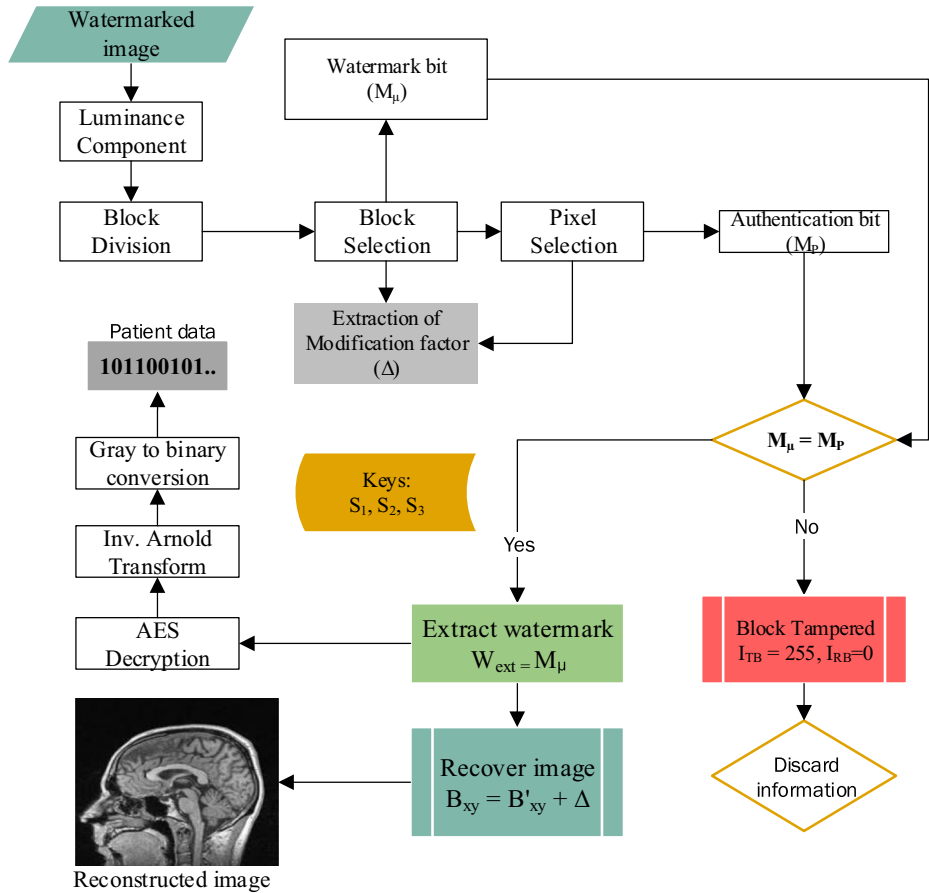 Watermarked
image
Luminance
Component
Block
Division
Watermark bit
(Mμ)
Block
Selection
Pixel
Selection
Authentication bit
(MP)
Extraction of
Modification factor
(Δ)
Patient data
101100101..
Gray to binary
conversion
Inv. Arnold
Transform
AES
Decryption
Keys:
S1, S2, S3
Mμ = MP
Yes
No
Extract watermark
Wext = Mμ
Block Tampered
ITB = 255, IRB=0
Recover image
Bxy = B'xy + Δ
Discard
information
Reconstructed image